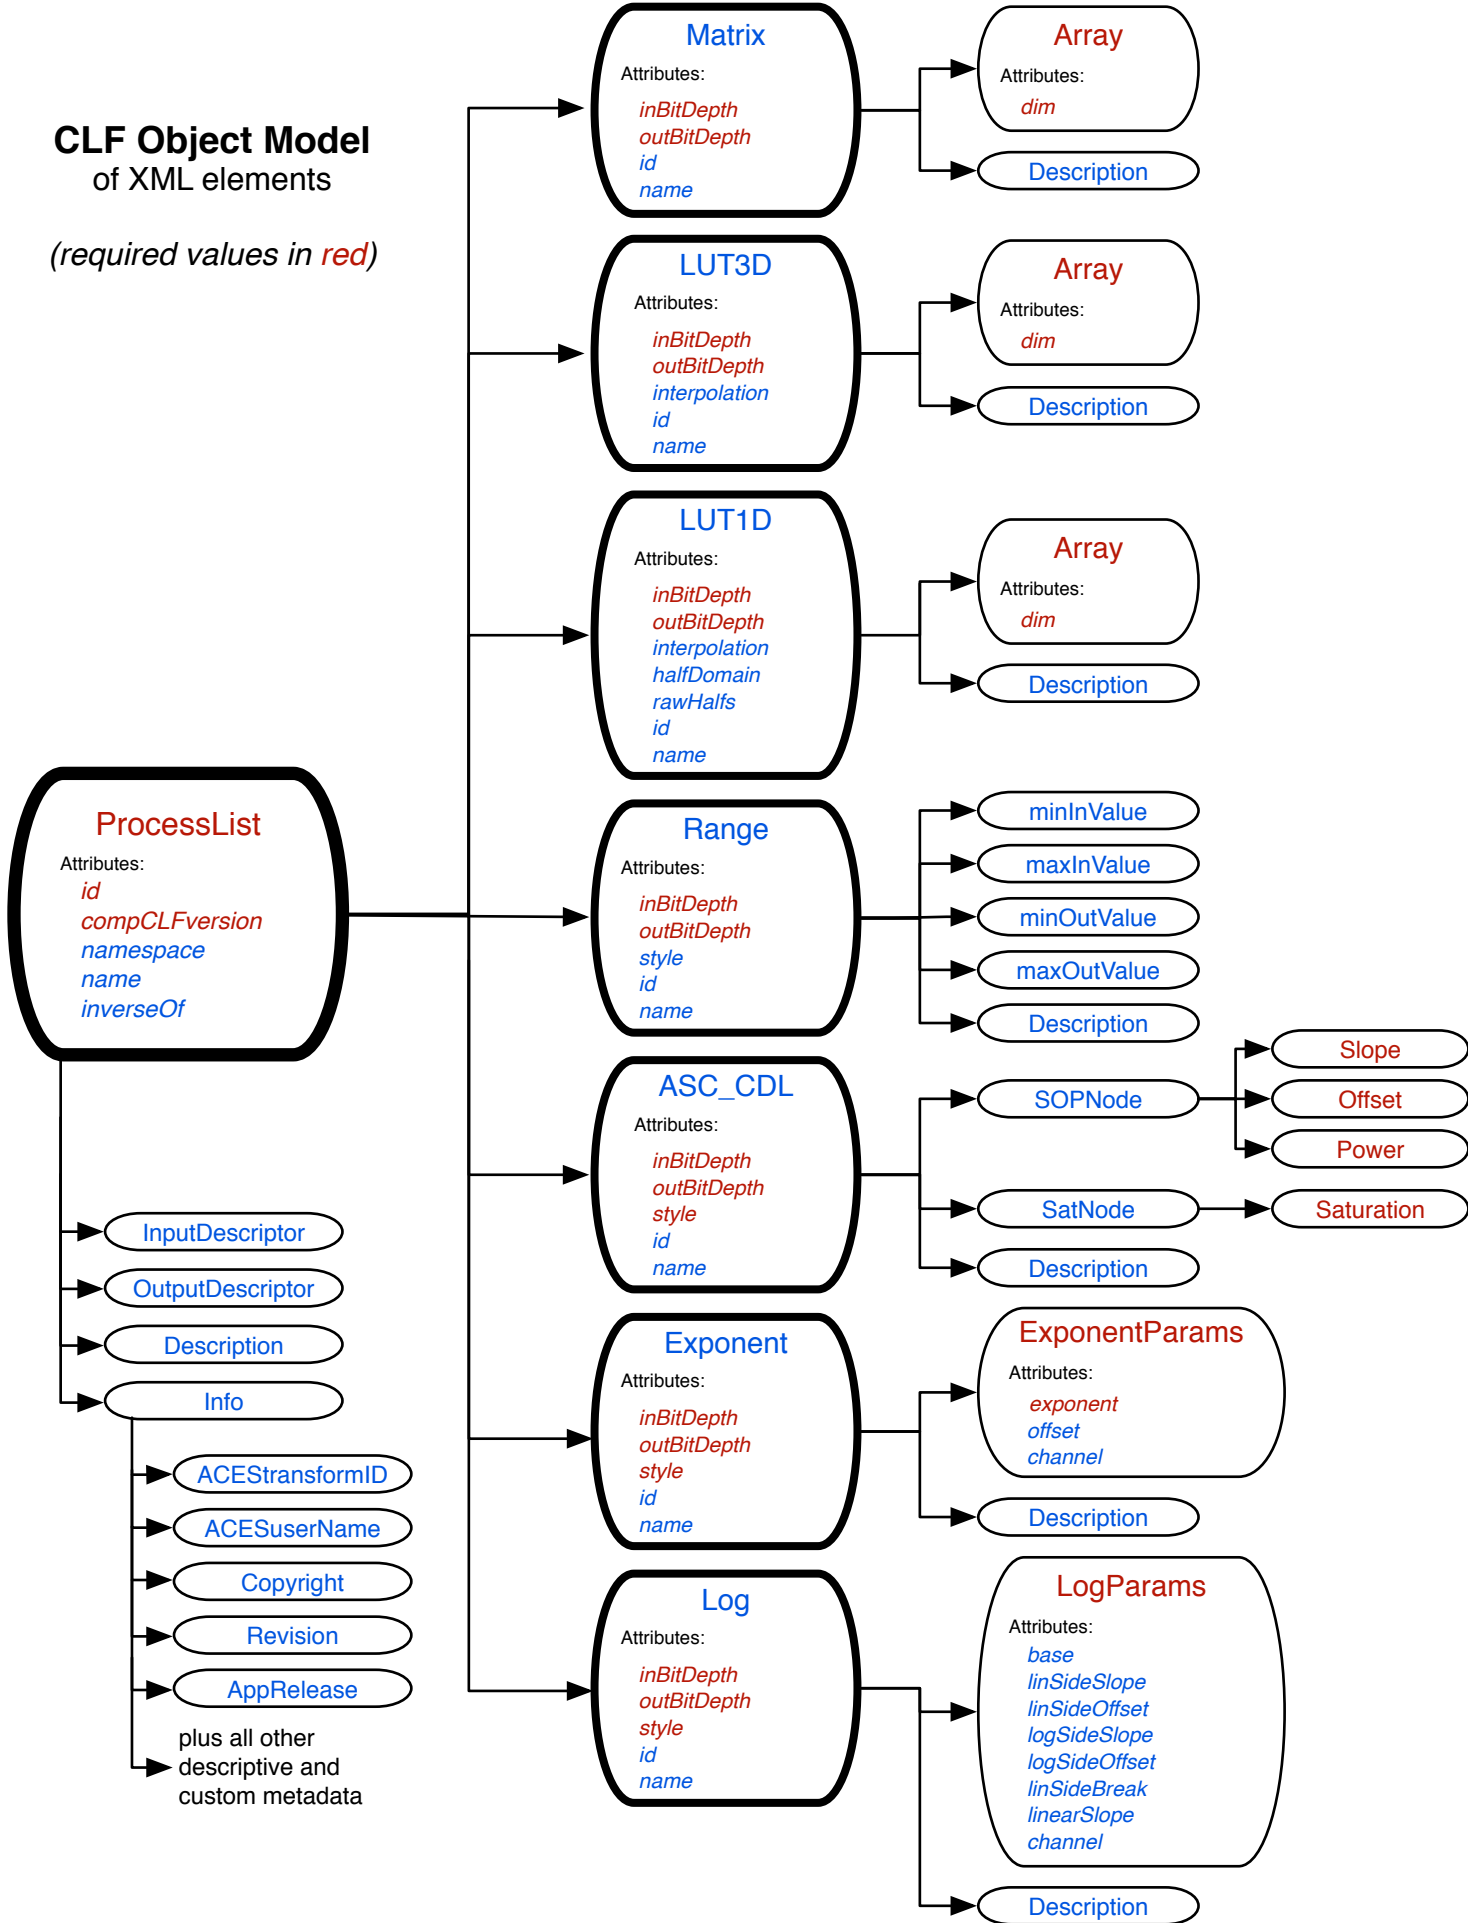 CLF Object Model
of XML elements
(required values in red)
ProcessList
Attributes:
id
compCLFversion
namespace
name
inverseOf
InputDescriptor
OutputDescriptor
Description
Info
ACEStransformID
ACESuserName
Copyright
Revision
AppRelease
plus all other
descriptive and
custom metadata
Matrix
Attributes:
inBitDepth
outBitDepth
id
name
Array
Attributes:
dim
Description
LUT3D
Attributes:
inBitDepth
outBitDepth
interpolation
id
name
Array
Attributes:
dim
Description
LUT1D
Attributes:
inBitDepth
outBitDepth
interpolation
halfDomain
rawHalfs
id
name
Array
Attributes:
dim
Description
Range
Attributes:
inBitDepth
outBitDepth
style
id
name
minInValue
maxInValue
minOutValue
maxOutValue
Description
ASC_CDL
Attributes:
inBitDepth
outBitDepth
style
id
name
SOPNode
Slope
Offset
Power
SatNode
Saturation
Description
Exponent
Attributes:
inBitDepth
outBitDepth
style
id
name
ExponentParams
Attributes:
exponent
offset
channel
Description
Log
Attributes:
inBitDepth
outBitDepth
style
id
name
LogParams
Attributes:
base
linSideSlope
linSideOffset
logSideSlope
logSideOffset
linSideBreak
linearSlope
channel
Description